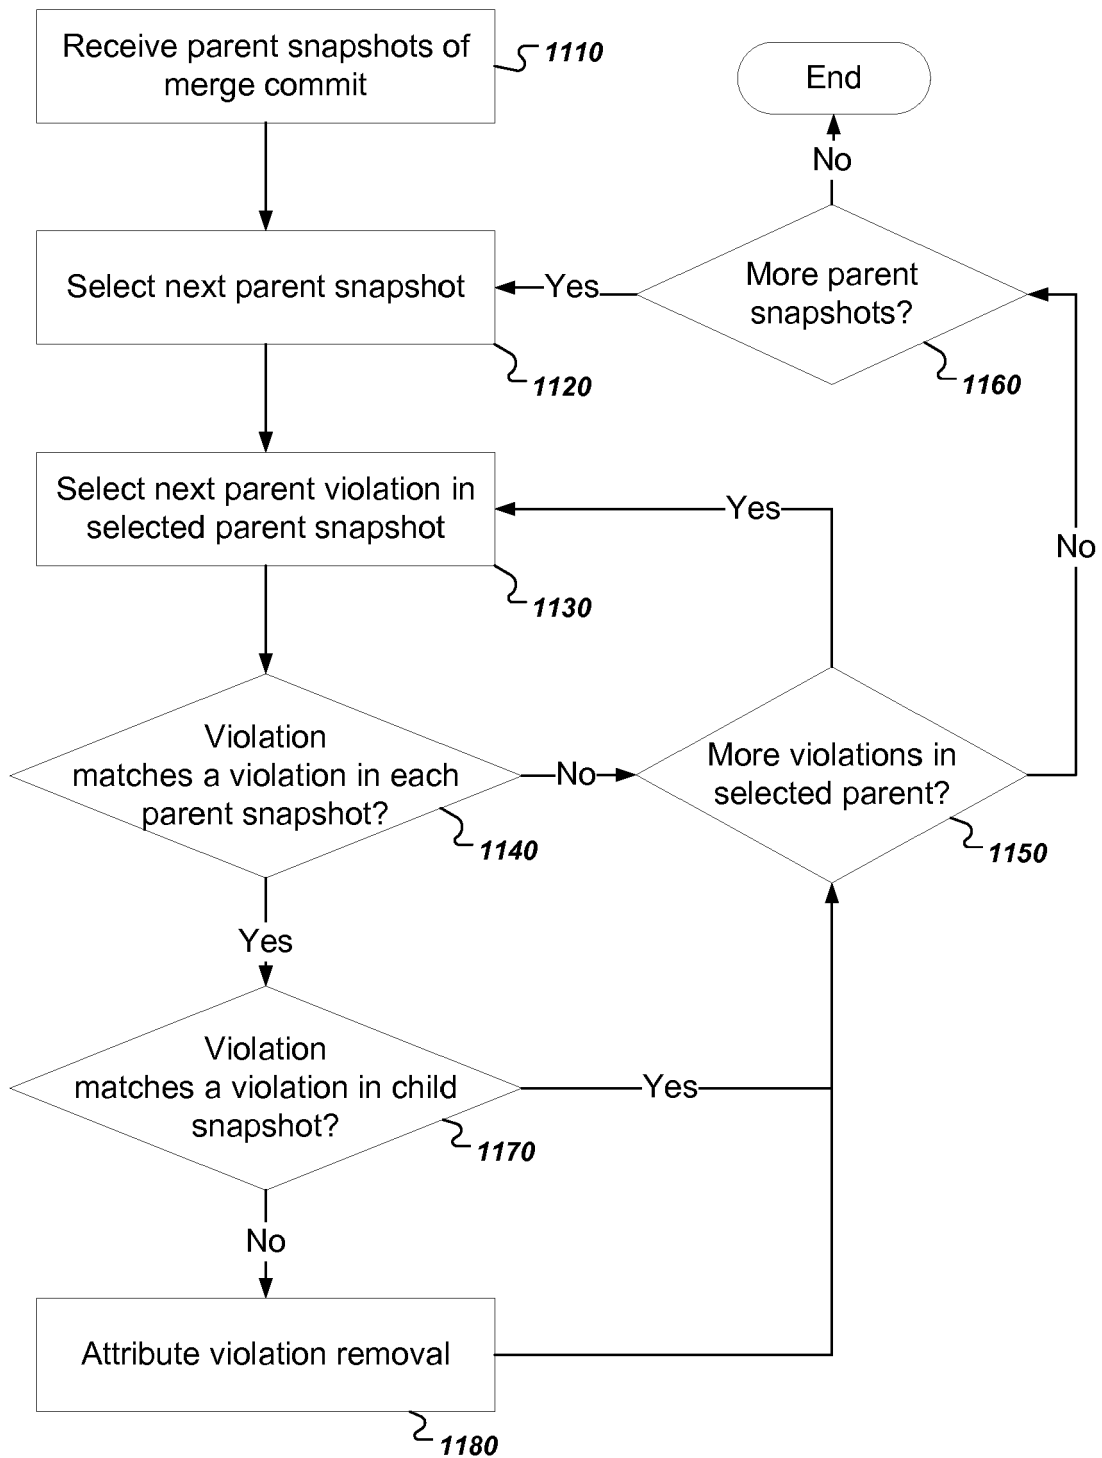 Receive parent snapshots of
merge commit
1110
End
No
Select next parent snapshot
1120
Yes
More parent
snapshots?
1160
Select next parent violation in
selected parent snapshot
1130
Yes
No
Violation
matches a violation in each
parent snapshot?
1140
No
More violations in
selected parent?
1150
Yes
Violation
matches a violation in child
snapshot?
1170
Yes
No
Attribute violation removal
1180